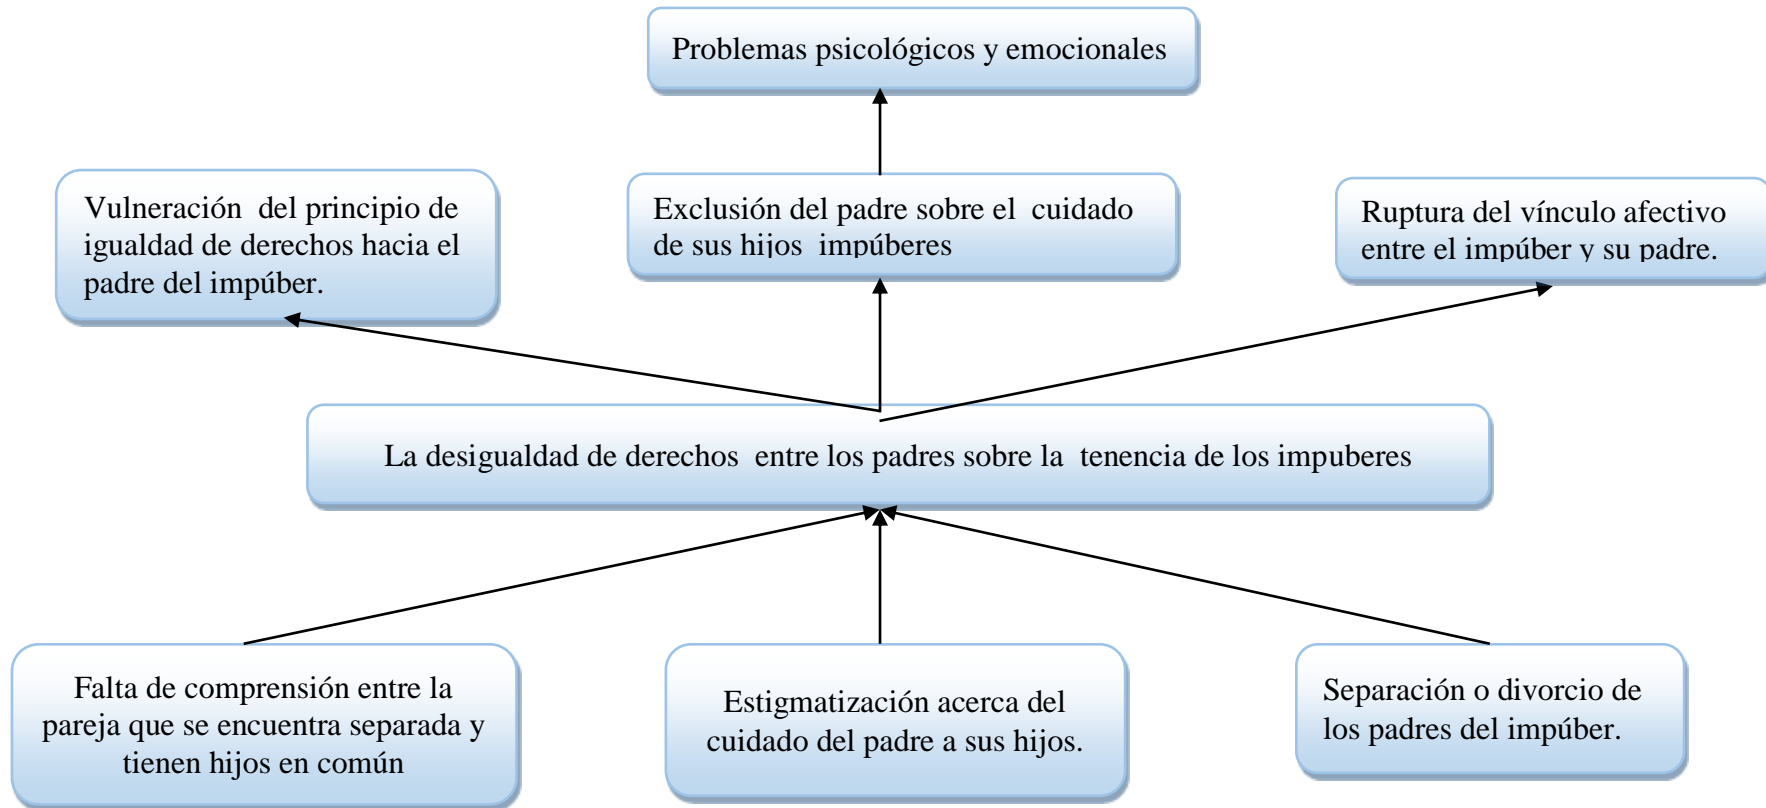 Problemas psicológicos y emocionales
Vulneración  del principio de
igualdad de derechos hacia el
padre del impúber.
Exclusión del padre sobre el  cuidado
de sus hijos  impúberes
Ruptura del vínculo afectivo
entre el impúber y su padre.
La desigualdad de derechos  entre los padres sobre la  tenencia de los impuberes
Falta de comprensión entre la
pareja que se encuentra separada y
tienen hijos en común
Estigmatización acerca del
cuidado del padre a sus hijos.
Separación o divorcio de
los padres del impúber.